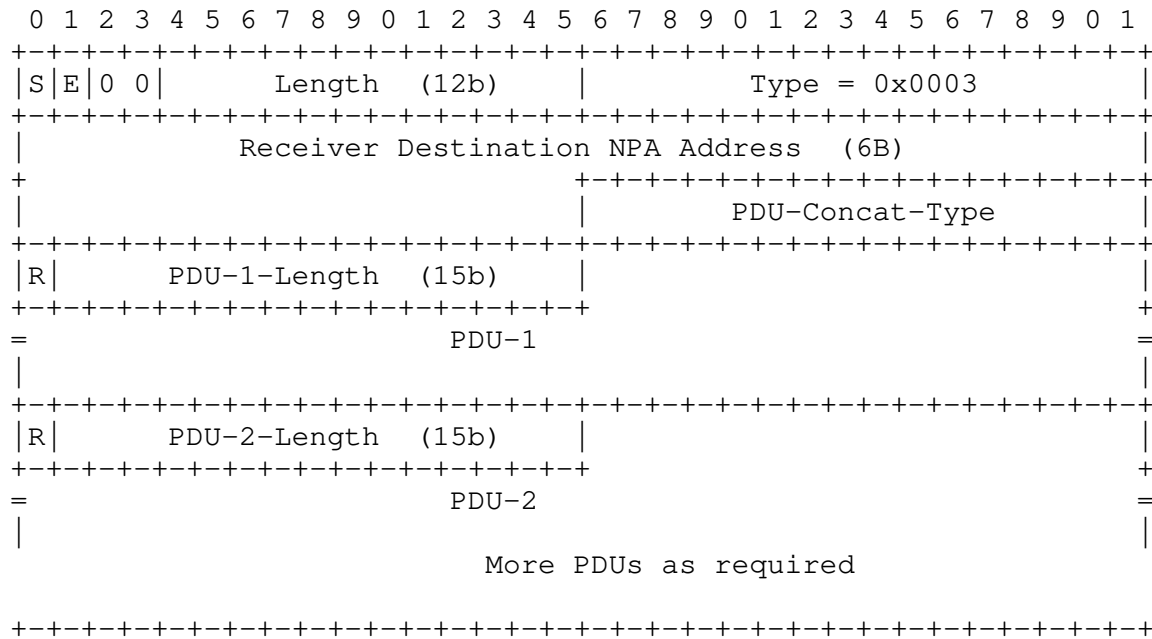 0 1 2 3 4 5 6 7 8 9 0 1 2 3 4 5 6 7 8 9 0 1 2 3 4 5 6 7 8 9 0 1
+-+-+-+-+-+-+-+-+-+-+-+-+-+-+-+-+-+-+-+-+-+-+-+-+-+-+-+-+-+-+-+-+
|S|E|0 0|      Length  (12b)    |         Type = 0x0003         |
+-+-+-+-+-+-+-+-+-+-+-+-+-+-+-+-+-+-+-+-+-+-+-+-+-+-+-+-+-+-+-+-+
|            Receiver Destination NPA Address  (6B)             |
+                               +-+-+-+-+-+-+-+-+-+-+-+-+-+-+-+-+
|                               |        PDU-Concat-Type        |
+-+-+-+-+-+-+-+-+-+-+-+-+-+-+-+-+-+-+-+-+-+-+-+-+-+-+-+-+-+-+-+-+
|R|      PDU-1-Length  (15b)    |                               |
+-+-+-+-+-+-+-+-+-+-+-+-+-+-+-+-+                               +
=                        PDU-1                                  =
|                                                               |
+-+-+-+-+-+-+-+-+-+-+-+-+-+-+-+-+-+-+-+-+-+-+-+-+-+-+-+-+-+-+-+-+
|R|      PDU-2-Length  (15b)    |                               |
+-+-+-+-+-+-+-+-+-+-+-+-+-+-+-+-+                               +
=                        PDU-2                                  =
|                                                               |
                          More PDUs as required

+-+-+-+-+-+-+-+-+-+-+-+-+-+-+-+-+-+-+-+-+-+-+-+-+-+-+-+-+-+-+-+-+